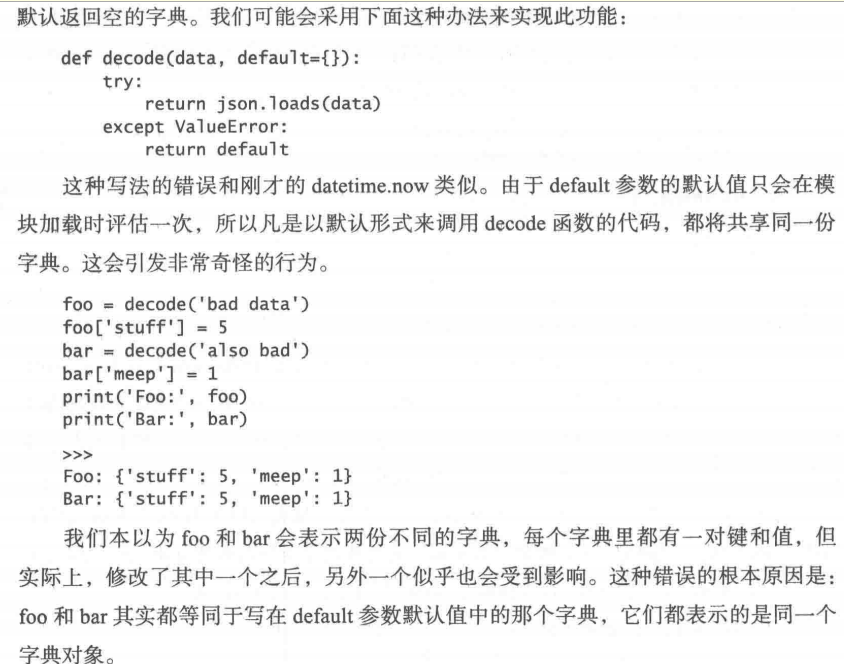 默认返回空的字典。我们可能会采用下面这种办法来实现此功能：
def decode(data, default={}):
    try:
        return json.loads(data)
    except ValueError:
        return default
这种写法的错误和刚才的 datetime.now 类似。由于 default 参数的默认值只会在模
块加载时评估一次，所以凡是以默认形式来调用 decode 函数的代码，都将共享同一份
字典。这会引发非常奇怪的行为。
foo = decode('bad data')
foo['stuff'] = 5
bar = decode('also bad')
bar['meep'] = 1
print('Foo:', foo)
print('Bar:', bar)
>>>
Foo: {'stuff': 5, 'meep': 1}
Bar: {'stuff': 5, 'meep': 1}
我们本以为 foo 和 bar 会表示两份不同的字典，每个字典里都有一对键和值，但
实际上，修改了其中一个之后，另外一个似乎也会受到影响。这种错误的根本原因是：
foo 和 bar 其实都等同于写在 default 参数默认值中的那个字典，它们都表示的是同一个
字典对象。